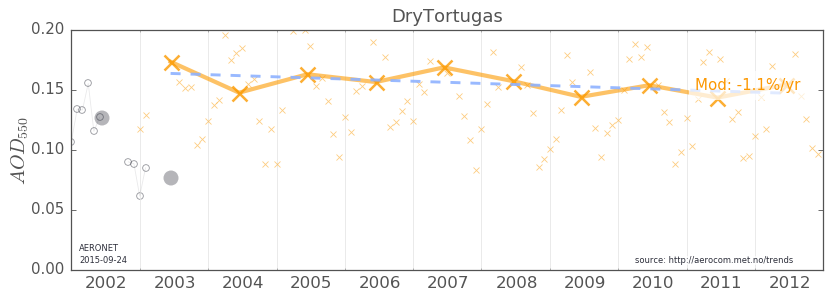 DryTortugas
0.20
0.15
0.10
0.05
0.00
AOD550
Mod: -1.1%/yr
AERONET
2015-09-24
source: http://aerocom.met.no/trends
2002 2003 2004 2005 2006 2007 2008 2009 2010 2011 2012